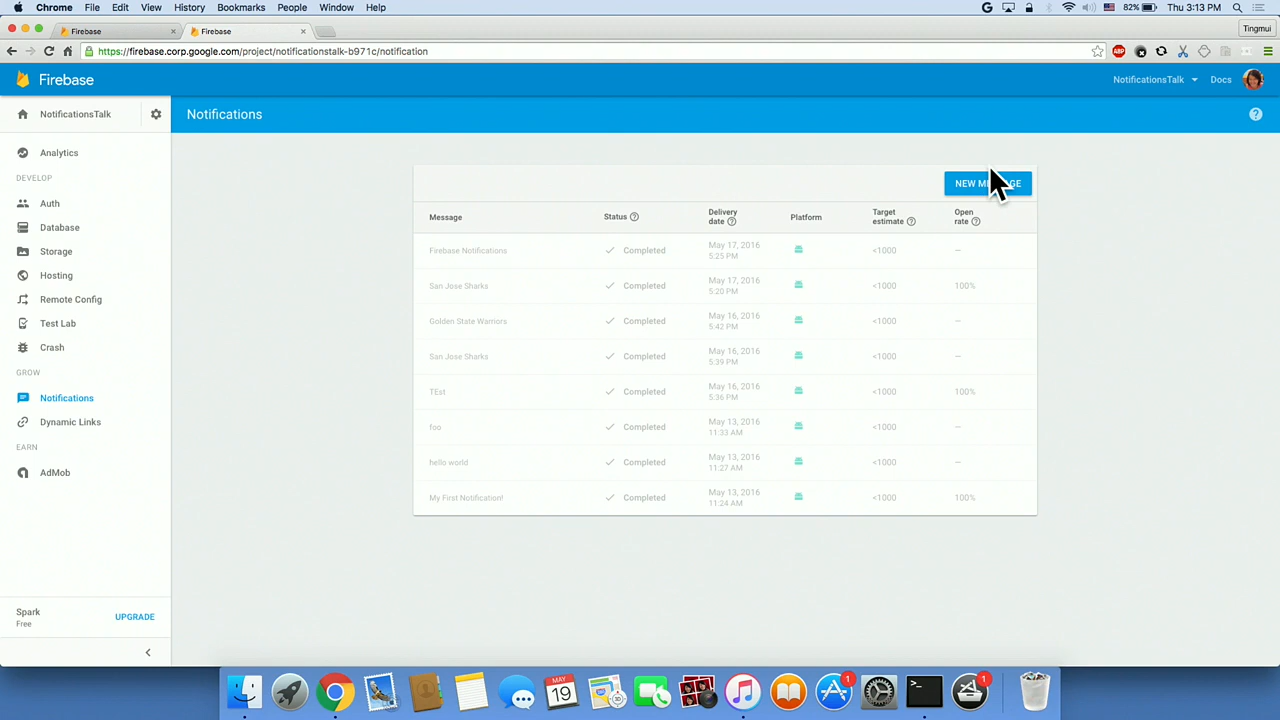 Chrome File Edit View History Bookmarks People Window Help
82% Thu 3:13 PM
Firebase
Firebase
Tingmui
https://firebase.corp.google.com/project/notificationstalk-b971c/notification
ABP
Firebase
NotificationsTalk
Docs
NotificationsTalk
Notifications
Analytics
DEVELOP
Auth
Database
Storage
Hosting
Remote Config
Test Lab
Crash
GROW
Notifications
Dynamic Links
EARN
AdMob
Spark
Free
UPGRADE
NEW
Message Status Delivery date Platform Target estimate Open rate
Firebase Notifications Completed May 17, 2016 5:25 PM <1000 –
San Jose Sharks Completed May 17, 2016 5:20 PM <1000 100%
Golden State Warriors Completed May 16, 2016 5:42 PM <1000 –
San Jose Sharks Completed May 16, 2016 5:39 PM <1000 –
TEst Completed May 16, 2016 5:36 PM <1000 100%
foo Completed May 13, 2016 11:33 AM <1000 –
hello world Completed May 13, 2016 11:27 AM <1000 –
My First Notification! Completed May 13, 2016 11:24 AM <1000 100%
MAY
19
1
>_
1